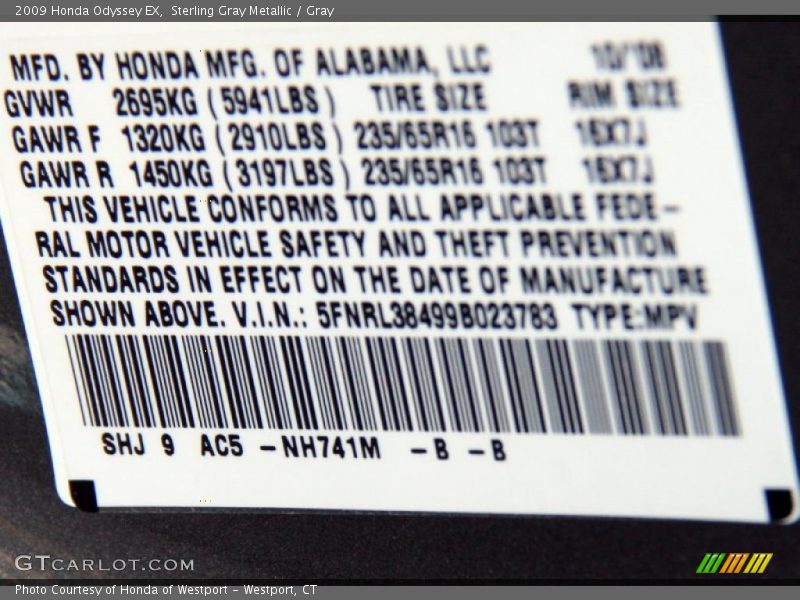 2009 Honda Odyssey EX,  Sterling Gray Metallic / Gray
MFD. BY HONDA MFG. OF ALABAMA, LLC 10/'08
GVWR 2695KG (5941LBS) TIRE SIZE RIM SIZE
GAWR F 1320KG (2910LBS) 235/65R16 103T 16X7J
GAWR R 1450KG (3197LBS) 235/65R16 103T 16X7J
THIS VEHICLE CONFORMS TO ALL APPLICABLE FEDE-
RAL MOTOR VEHICLE SAFETY AND THEFT PREVENTION
STANDARDS IN EFFECT ON THE DATE OF MANUFACTURE
SHOWN ABOVE. V.I.N.: 5FNRL38499B023783 TYPE:MPV
SHJ 9 AC5 -NH741M -B -B
GTCARLOT.COM
Photo Courtesy of Honda of Westport - Westport, CT